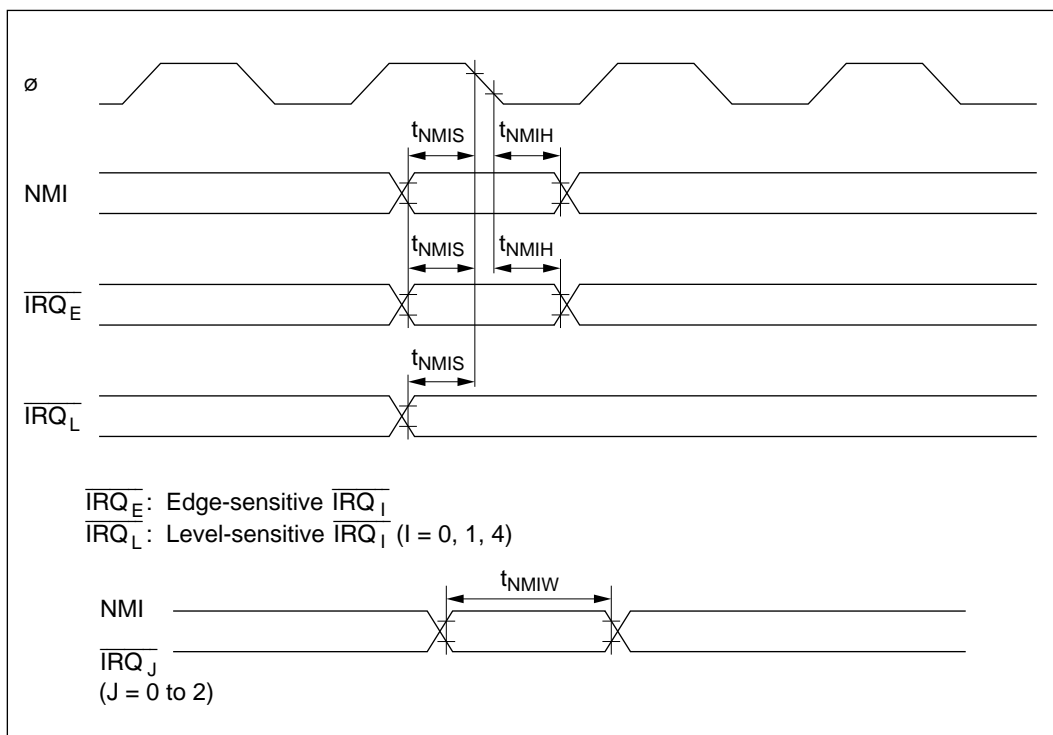 ø
tNMIS tNMIH
NMI
tNMIS tNMIH
IRQE
tNMIS
IRQL
IRQE: Edge-sensitive IRQI
IRQL: Level-sensitive IRQI (I = 0, 1, 4)
tNMIW
NMI
IRQJ
(J = 0 to 2)